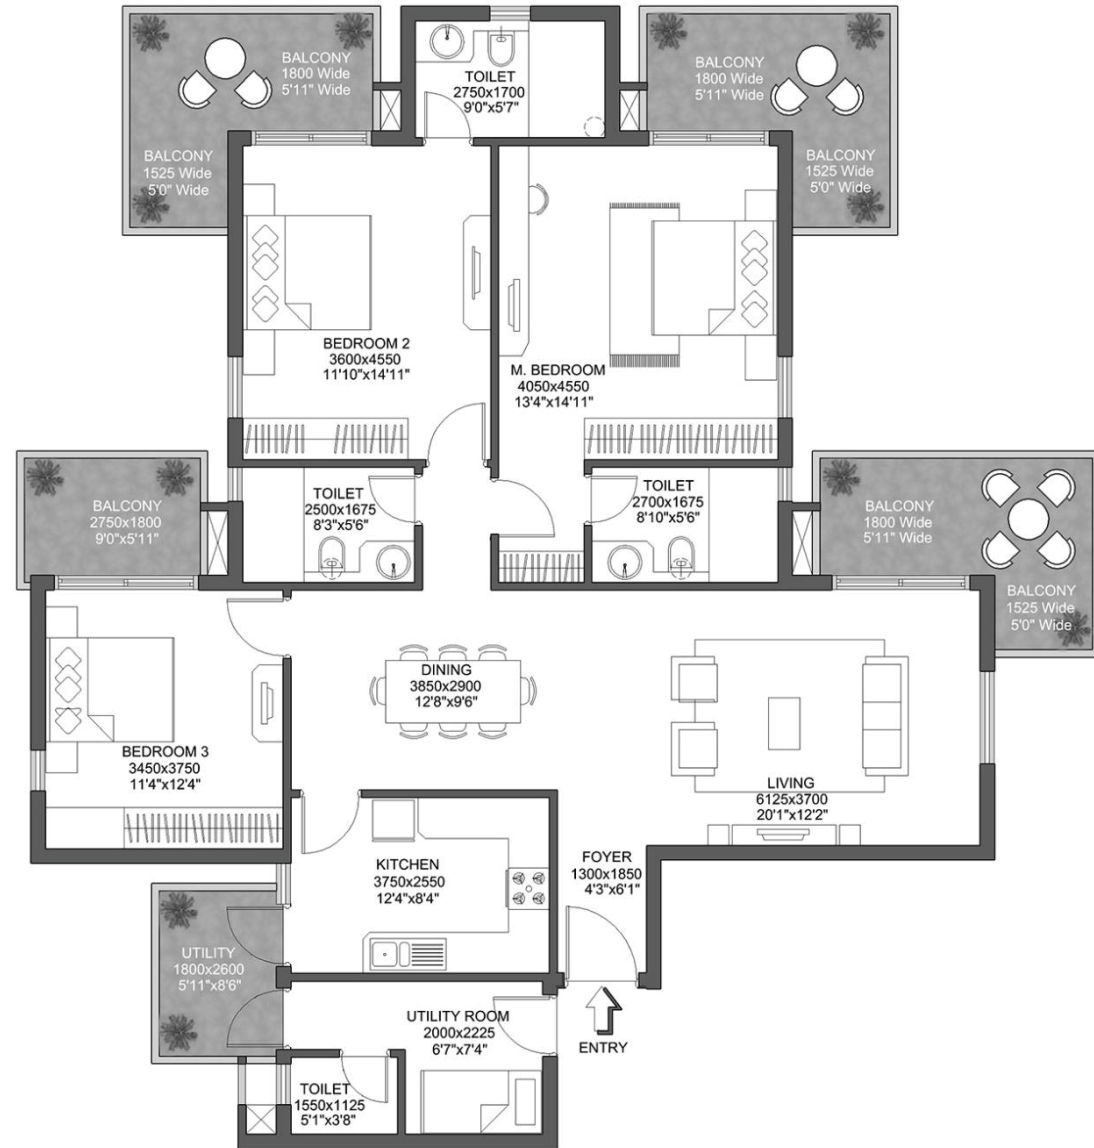 BALCONY
1800 Wide
5'11" Wide
BALCONY
1525 Wide
5'0" Wide
TOILET
2750x1700
9'0"x5'7"
BALCONY
1800 Wide
5'11" Wide
BALCONY
1525 Wide
5'0" Wide
BEDROOM 2
3600x4550
11'10"x14'11"
M. BEDROOM
4050x4550
13'4"x14'11"
BALCONY
2750x1800
9'0"x5'11"
TOILET
2500x1675
8'3"x5'6"
TOILET
2700x1675
8'10"x5'6"
BALCONY
1800 Wide
5'11" Wide
BALCONY
1525 Wide
5'0" Wide
DINING
3850x2900
12'8"x9'6"
BEDROOM 3
3450x3750
11'4"x12'4"
LIVING
6125x3700
20'1"x12'2"
KITCHEN
3750x2550
12'4"x8'4"
FOYER
1300x1850
4'3"x6'1"
UTILITY
1800x2600
5'11"x8'6"
UTILITY ROOM
2000x2225
6'7"x7'4"
ENTRY
TOILET
1550x1125
5'1"x3'8"